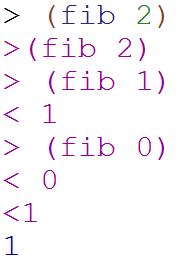 > (fib 2)
>(fib 2)
> (fib 1)
< 1
> (fib 0)
< 0
<1
1